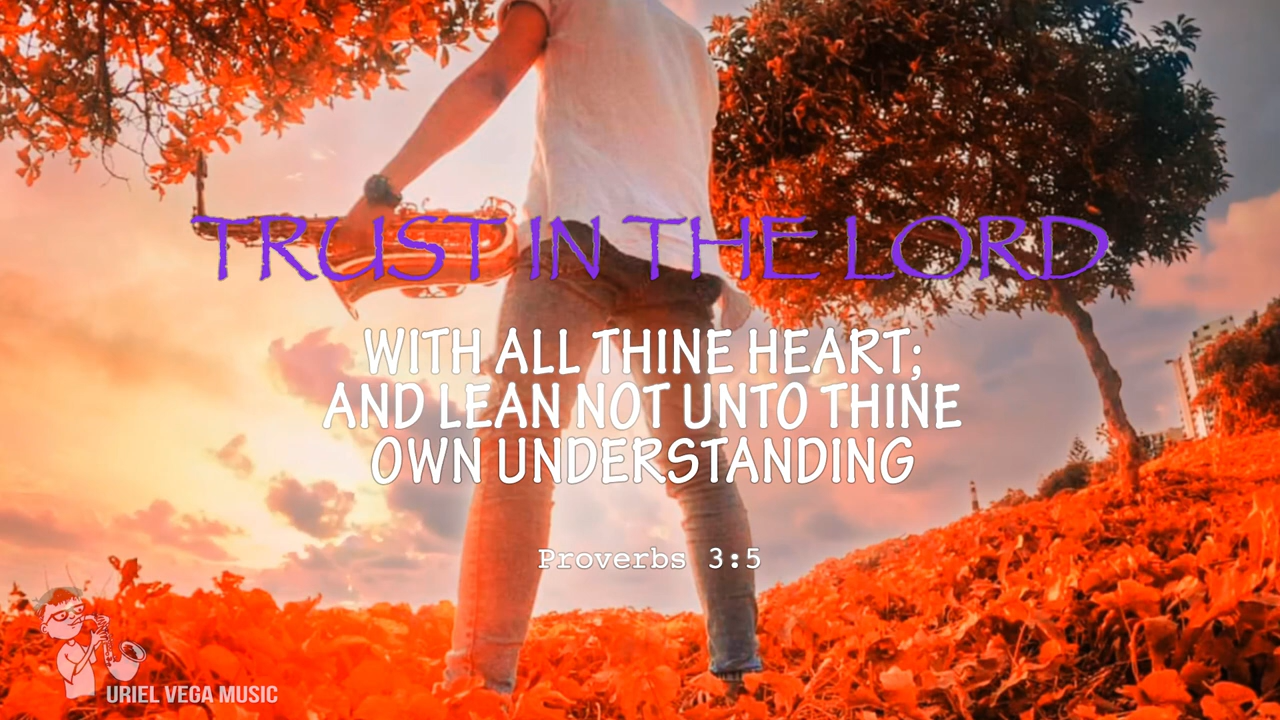 TRUST IN THE LORD
WITH ALL THINE HEART;
AND LEAN NOT UNTO THINE
OWN UNDERSTANDING
Proverbs 3:5
URIEL VEGA MUSIC